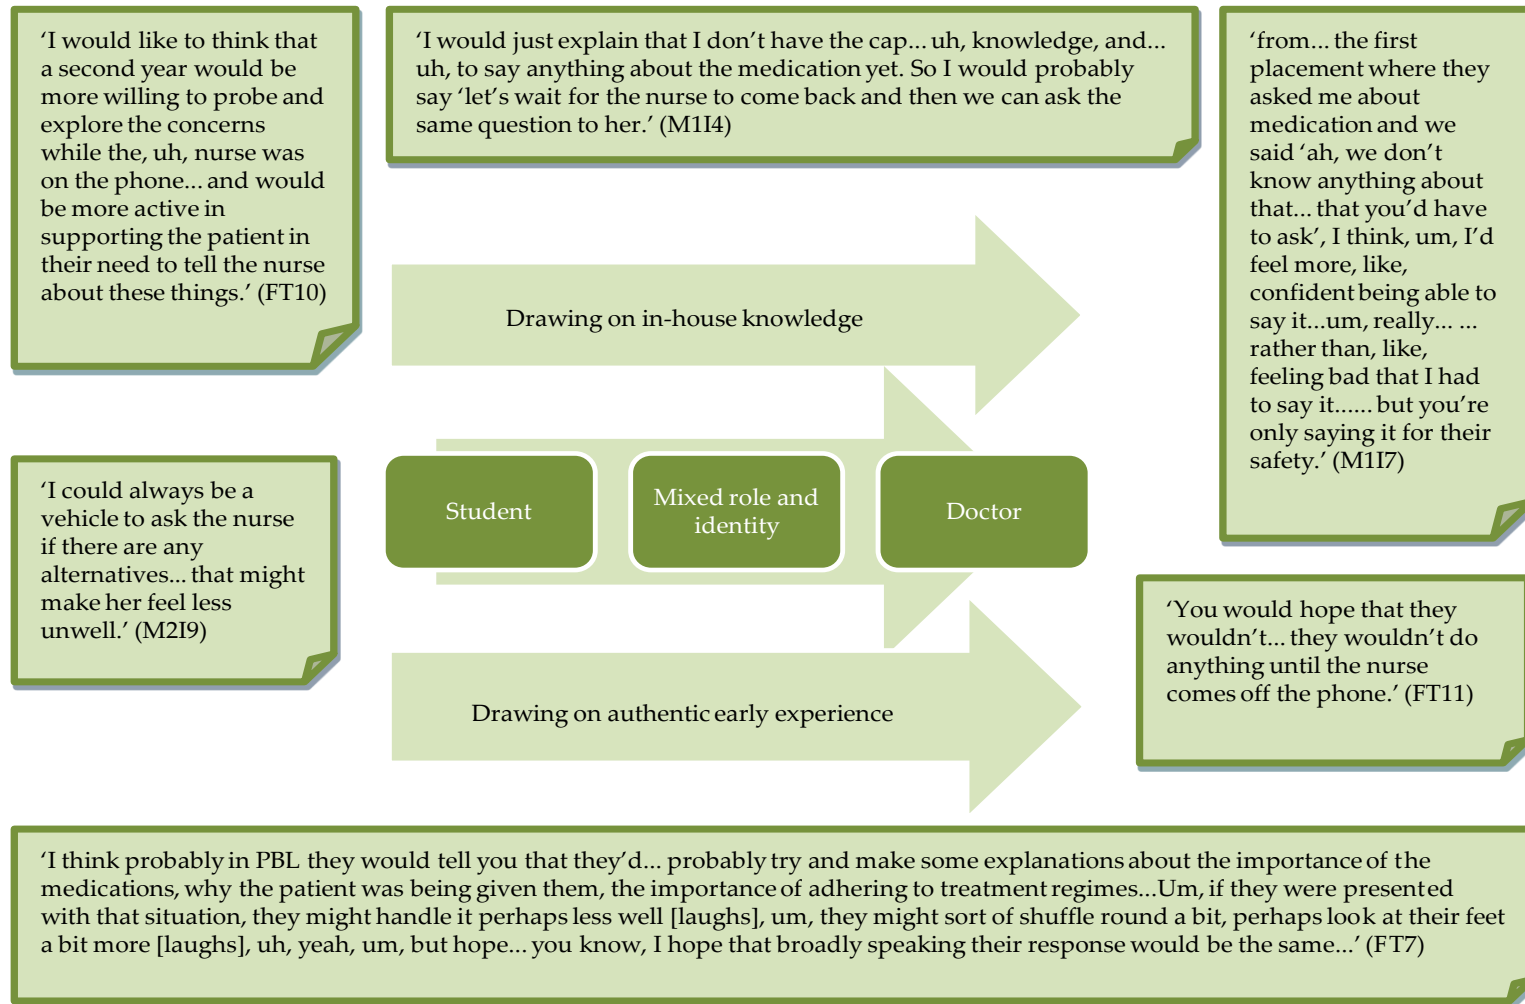 ‘I would like to think that
a second year would be
more willing to probe and
explore the concerns
while the, uh, nurse was
on the phone... and would
be more active in
supporting the patient in
their need to tell the nurse
about these things.’ (FT10)
‘I would just explain that I don’t have the cap... uh, knowledge, and...
uh, to say anything about the medication yet. So I would probably
say ‘let’s wait for the nurse to come back and then we can ask the
same question to her.’ (M1I4)
‘from... the first
placement where they
asked me about
medication and we
said ‘ah, we don’t
know anything about
that... that you’d have
to ask’, I think, um, I’d
feel more, like,
confident being able to
say it...um, really... ...
rather than, like,
feeling bad that I had
to say it...... but you’re
only saying it for their
safety.’ (M1I7)
Drawing on in-house knowledge
‘I could always be a
vehicle to ask the nurse
if there are any
alternatives... that might
make her feel less
unwell.’ (M2I9)
Student
Mixed role and
identity
Doctor
‘You would hope that they
wouldn’t... they wouldn’t do
anything until the nurse
comes off the phone.’ (FT11)
Drawing on authentic early experience
‘I think probably in PBL they would tell you that they’d... probably try and make some explanations about the importance of the
medications, why the patient was being given them, the importance of adhering to treatment regimes...Um, if they were presented
with that situation, they might handle it perhaps less well [laughs], um, they might sort of shuffle round a bit, perhaps look at their feet
a bit more [laughs], uh, yeah, um, but hope... you know, I hope that broadly speaking their response would be the same...’ (FT7)